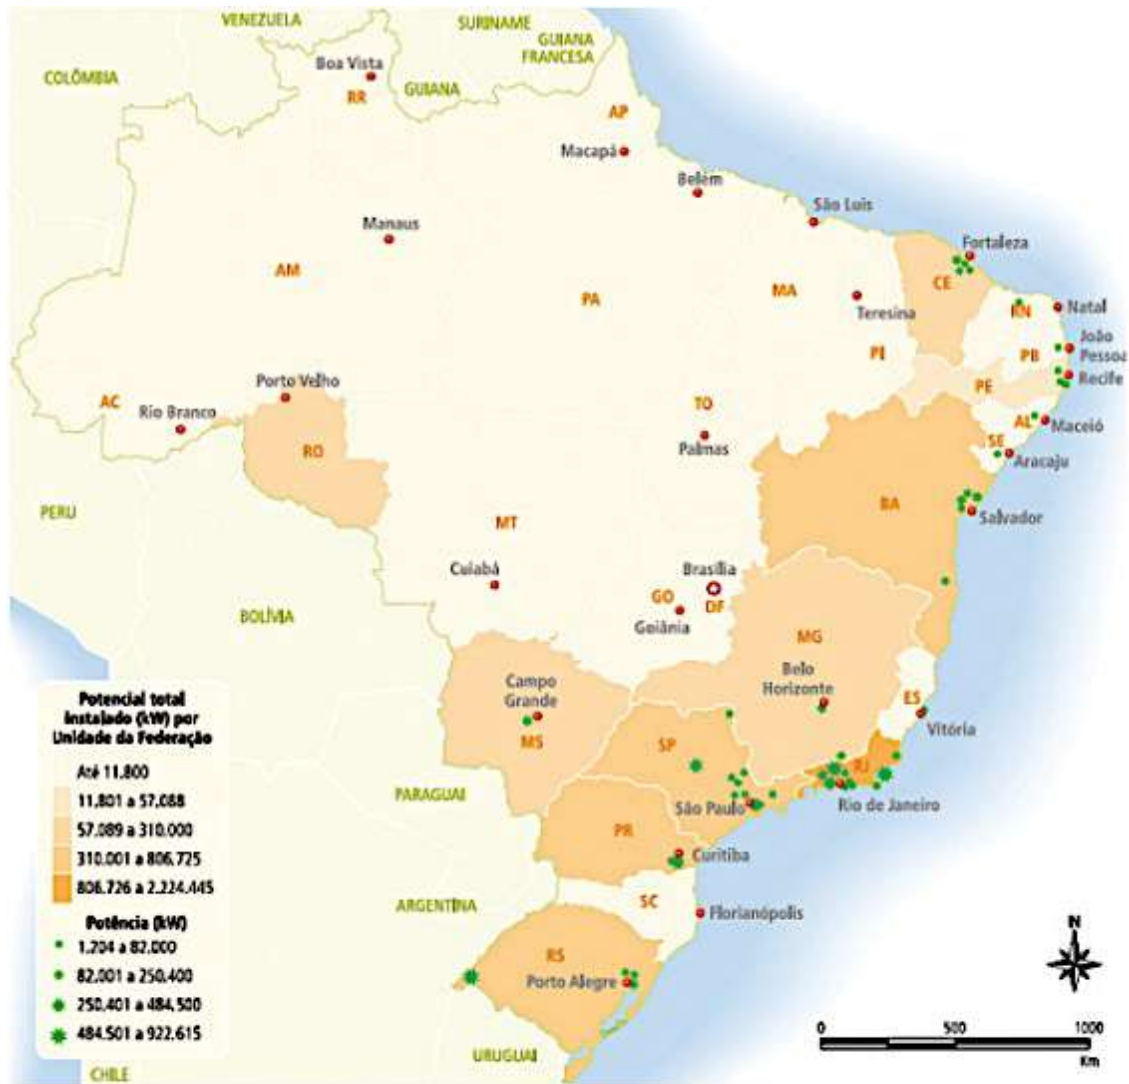 VENEZUELA
SURINAME
GUIANA
FRANCESA
COLÔMBIA
Boa Vista
RR
GUIANA
AP
Macapá
Belém
São Luis
Manaus
Fortaleza
AM
PA
MA
CE
Teresina
RN
Natal
João
Pessoa
PB
PI
Recife
PE
Porto Velho
AC
Rio Branco
TO
AL
Maceió
Palmas
SE
Aracaju
RO
PERU
BA
Salvador
MT
Cuiabá
Brasília
GO
DF
Goiânia
BOLÍVIA
MG
Belo
Horizonte
Campo
Grande
MS
ES
Vitória
SP
RJ
PARAGUAI
São Paulo
Rio de Janeiro
PR
Curitiba
ARGENTINA
SC
Florianópolis
RS
Porto Alegre
URUGUAI
CHILE
Potencial total
instalado (kW) por
Unidade da Federação
Até 11.800
11.801 a 57.088
57.089 a 310.000
310.001 a 806.725
806.726 a 2.224.445
Potência (kW)
1.204 a 82.000
82.001 a 250.400
250.401 a 484.500
484.501 a 922.615
N
0 500 1000
Km